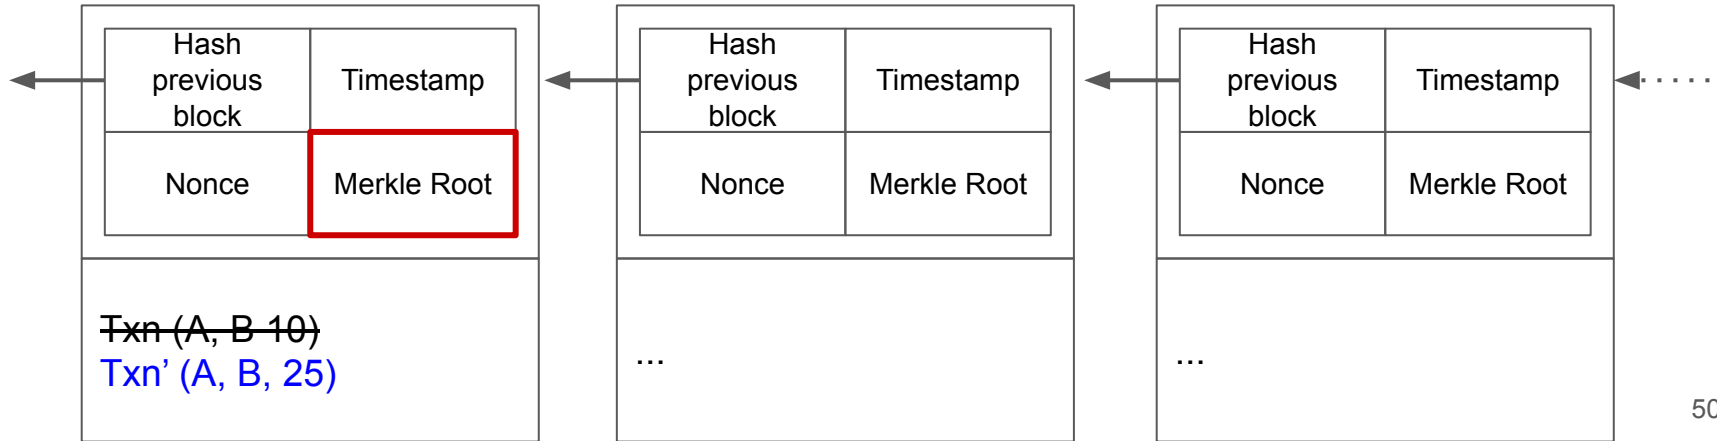 Hash
previous
block
Timestamp
Nonce
Merkle Root
Txn (A, B 10)
Txn’ (A, B, 25)
Hash
previous
block
Timestamp
Nonce
Merkle Root
...
Hash
previous
block
Timestamp
Nonce
Merkle Root
...
50